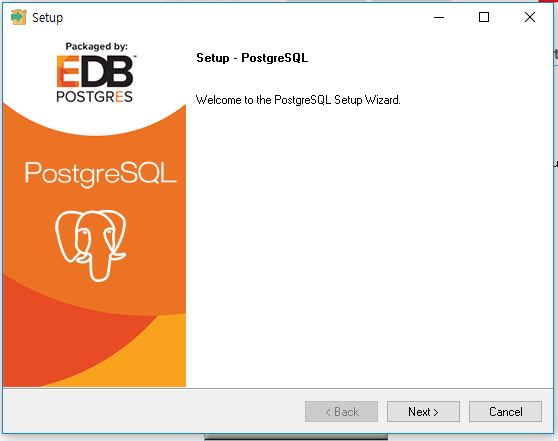 Setup
Packaged by:
EDB
POSTGRES
PostgreSQL
Setup - PostgreSQL
Welcome to the PostgreSQL Setup Wizard.
< Back
Next >
Cancel